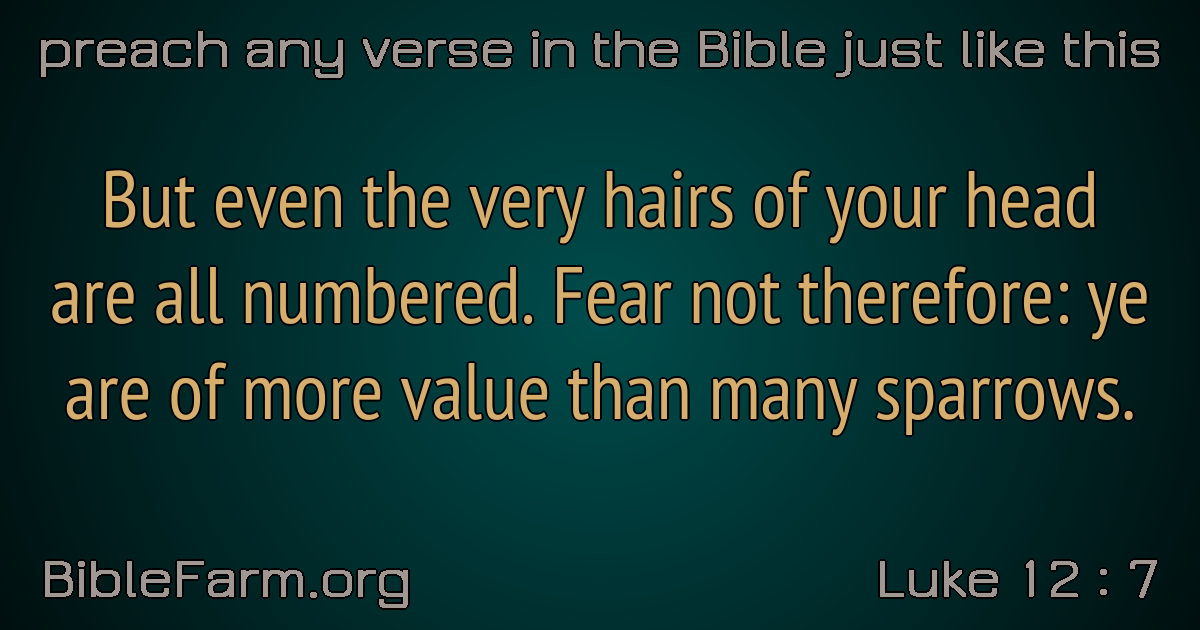 preach any verse in the Bible just like this
But even the very hairs of your head
are all numbered. Fear not therefore: ye
are of more value than many sparrows.
BibleFarm.org
Luke 12 : 7